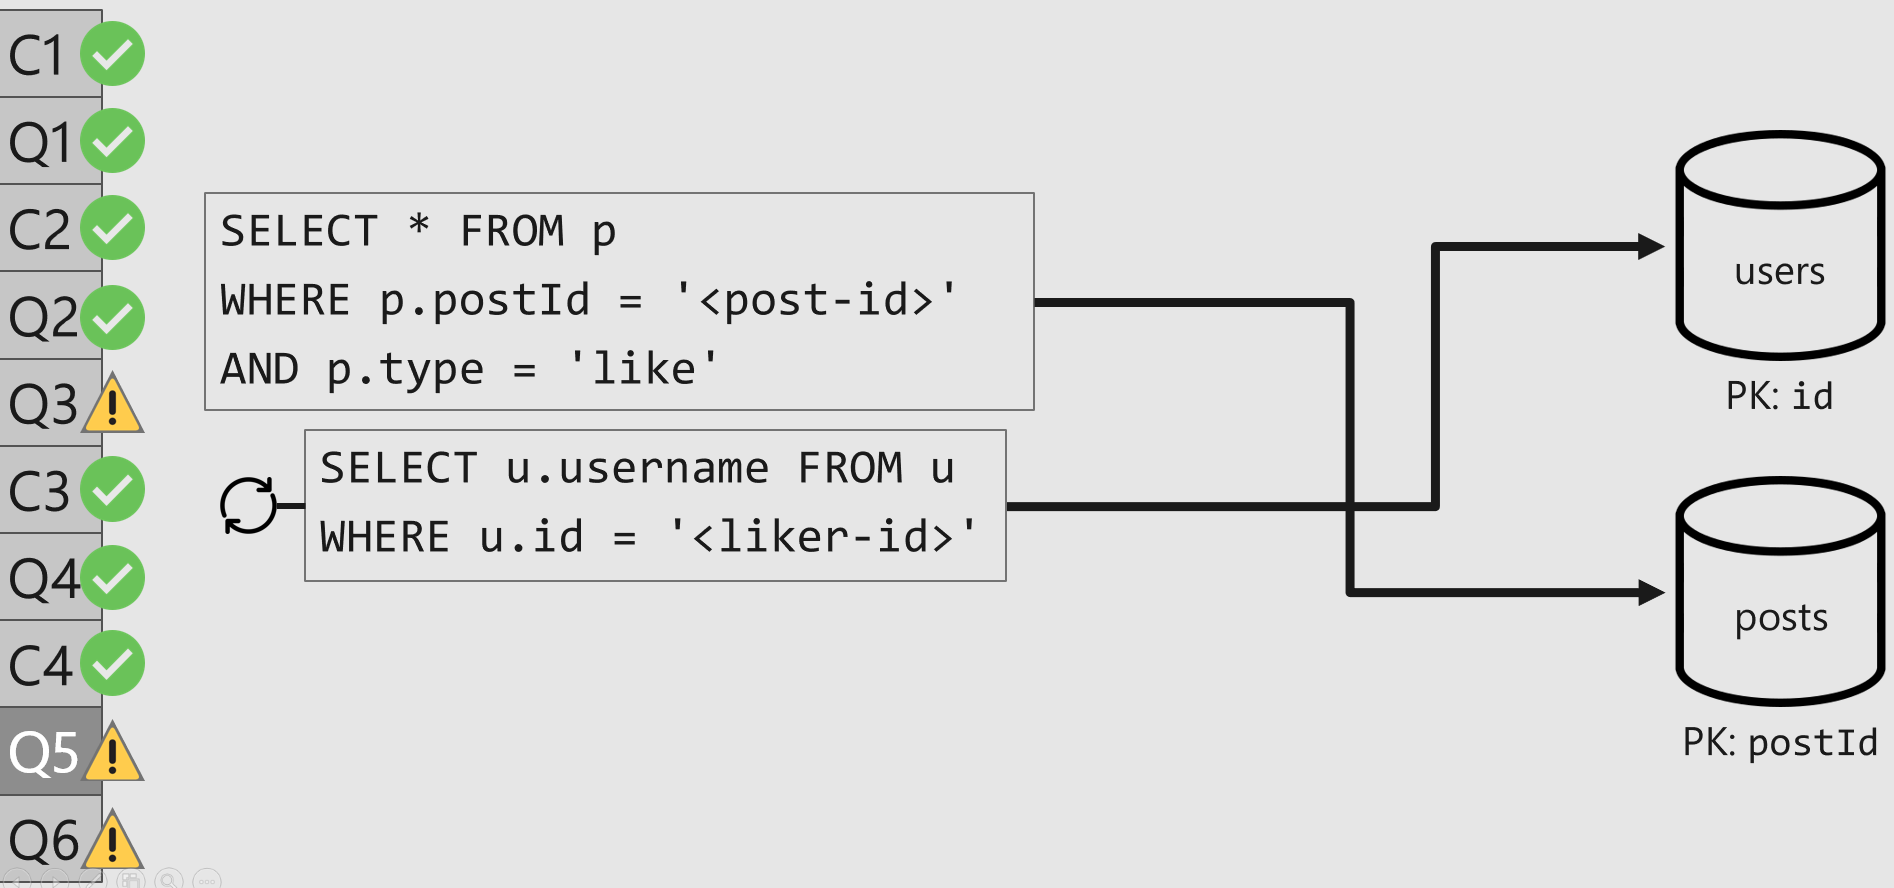 C1
Q1
C2
Q2
Q3
C3
Q4
C4
Q5
Q6
SELECT * FROM p
WHERE p.postId = '<post-id>'
AND p.type = 'like'
SELECT u.username FROM u
WHERE u.id = '<liker-id>'
users
PK: id
posts
PK: postId